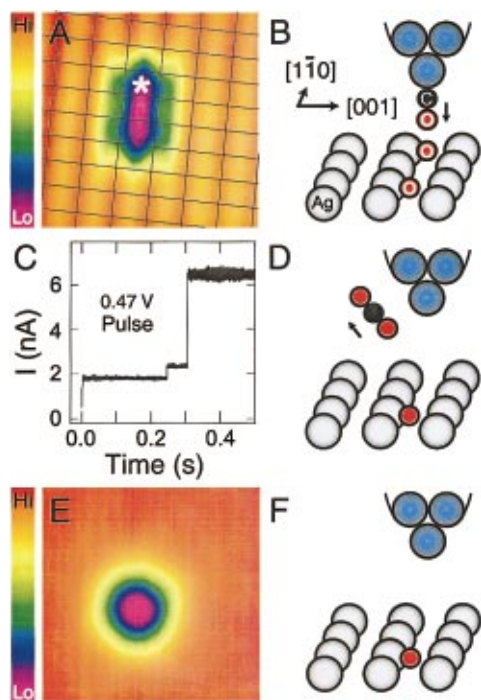 Hi
Lo
A
*
B
[11̄0]
[001]
C
Ag
C
I (nA)
6
4
2
0
0.47 V
Pulse
0.0 0.2 0.4
Time (s)
D
Hi
Lo
E
F